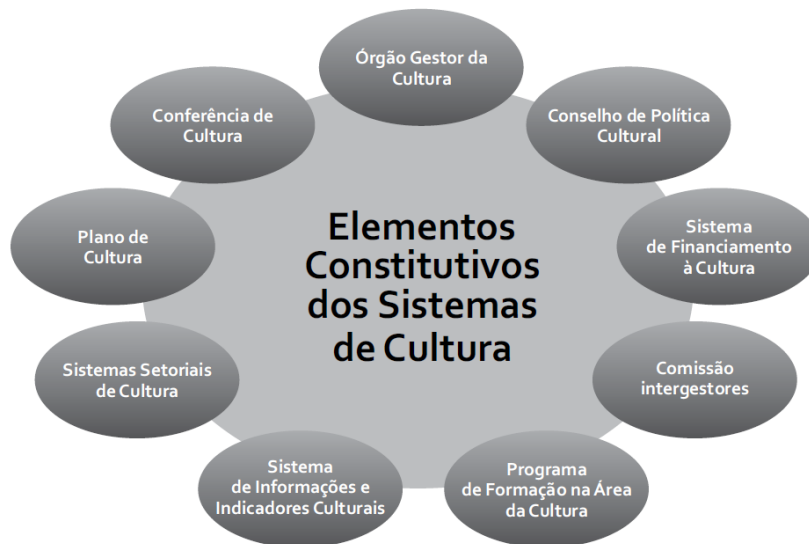 Órgão Gestor da
Cultura
Conselho de Política
Cultural
Sistema
de Financiamento
à Cultura
Comissão
intergestores
Programa
de Formação na Área
da Cultura
Sistema
de Informações e
Indicadores Culturais
Sistemas Setoriais
de Cultura
Plano de
Cultura
Conferência de
Cultura
Elementos
Constitutivos
dos Sistemas
de Cultura